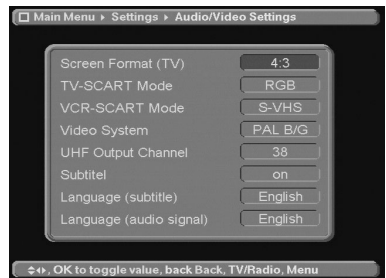 Main Menu ▸ Settings ▸ Audio/Video Settings
Screen Format (TV) 4:3
TV-SCART Mode RGB
VCR-SCART Mode S-VHS
Video System PAL B/G
UHF Output Channel 38
Subtitel on
Language (subtitle) English
Language (audio signal) English
, OK to toggle value, back Back, TV/Radio, Menu